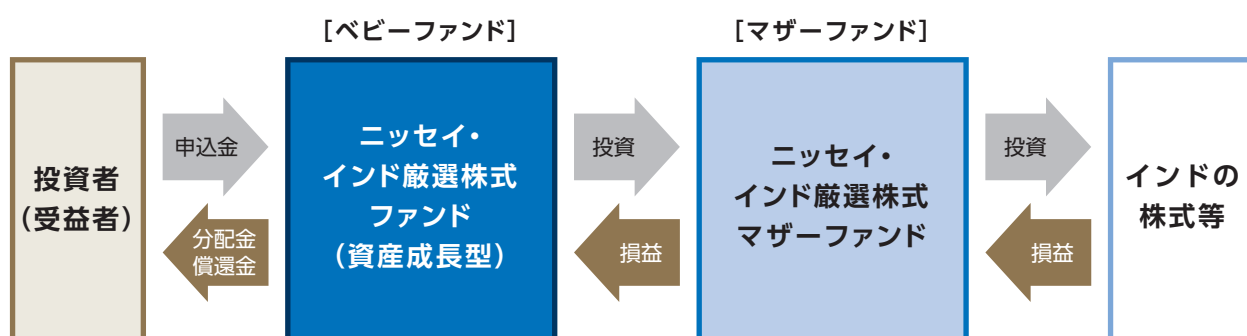 [ベビーファンド]
[マザーファンド]
投資者
(受益者)
申込金
分配金
償還金
ニッセイ・
インド厳選株式
ファンド
(資産成長型)
投資
損益
ニッセイ・
インド厳選株式
マザーファンド
投資
損益
インドの
株式等